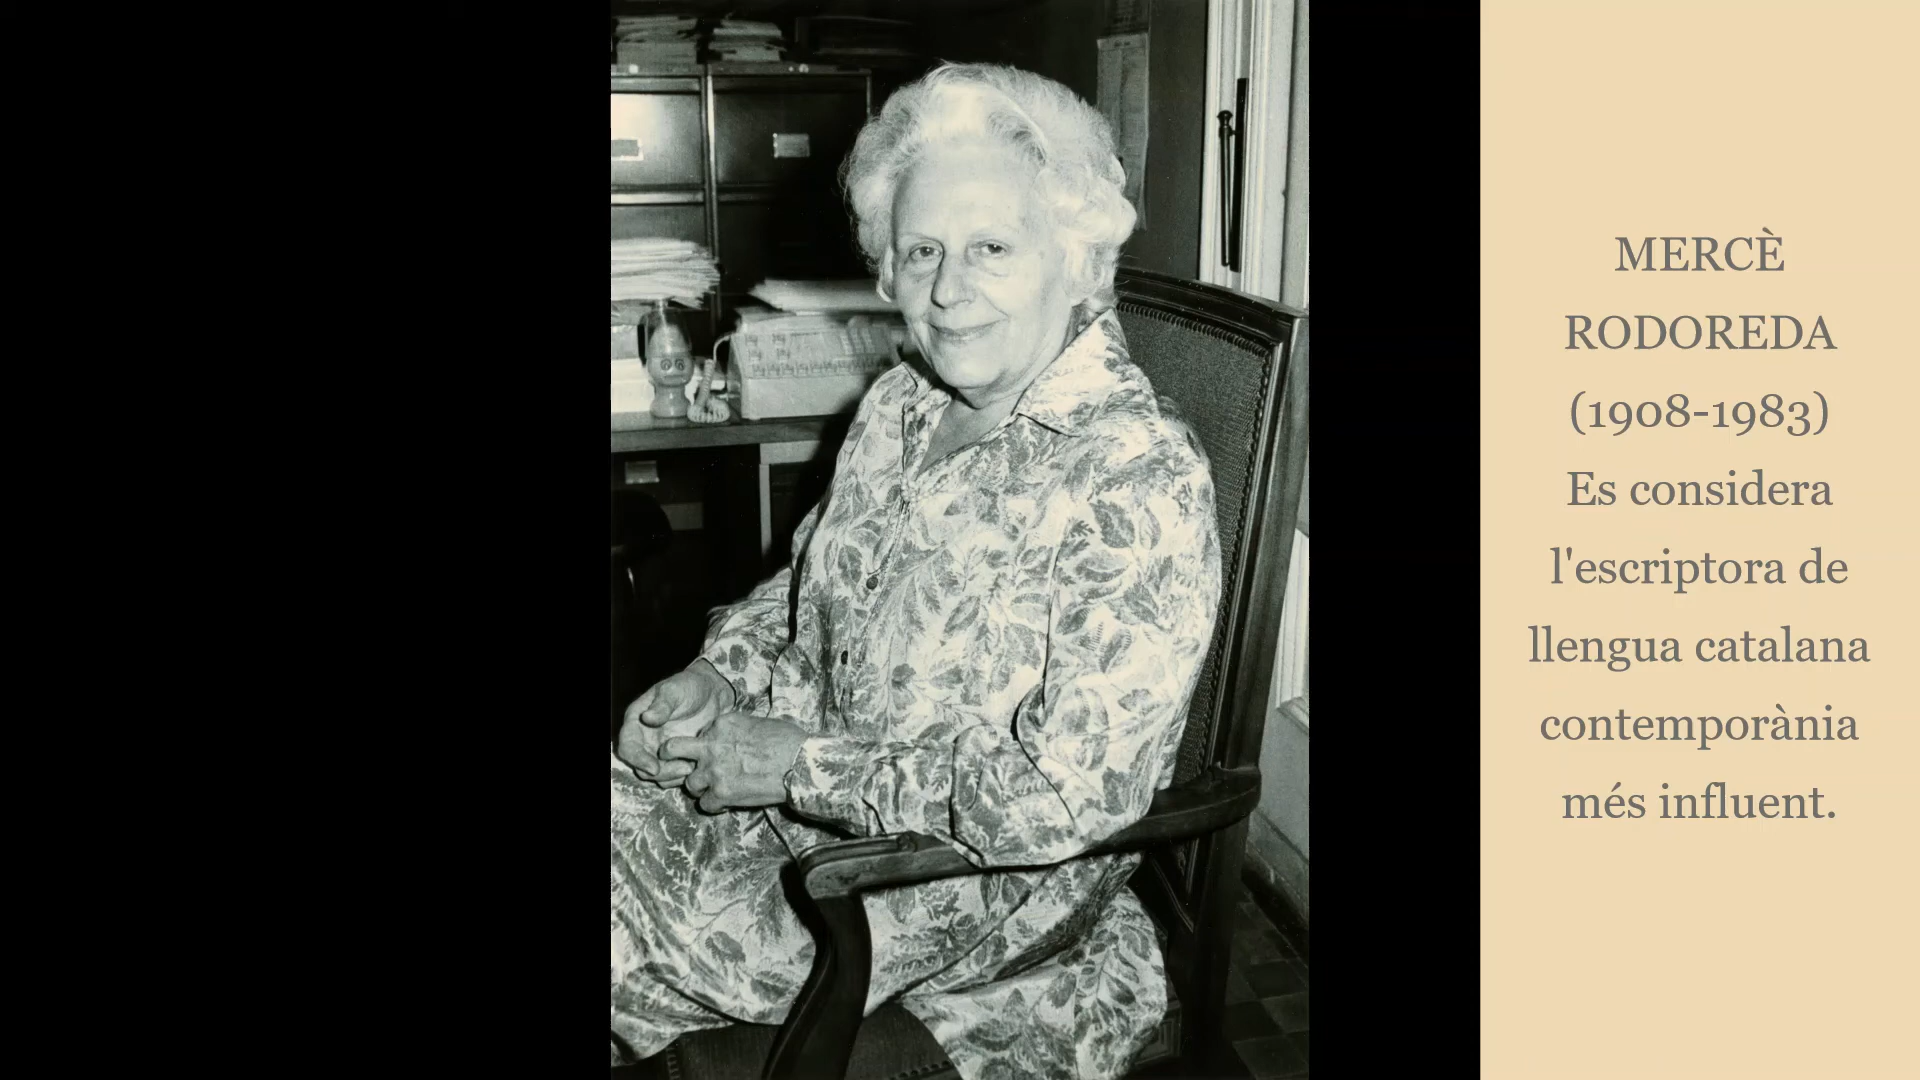 MERCÈ
RODOREDA
(1908-1983)
Es considera
l'escriptora de
llengua catalana
contemporània
més influent.